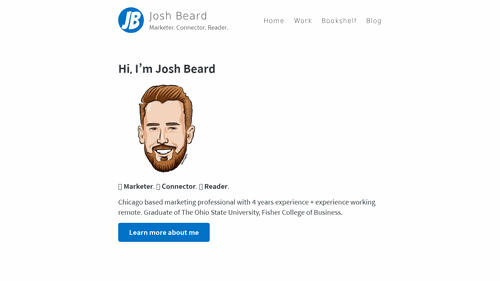 JB
Josh Beard
Marketer. Connector. Reader.
Home Work Bookshelf Blog
Hi, I'm Josh Beard
Marketer. Connector. Reader.
Chicago based marketing professional with 4 years experience + experience working
remote. Graduate of The Ohio State University, Fisher College of Business.
Learn more about me